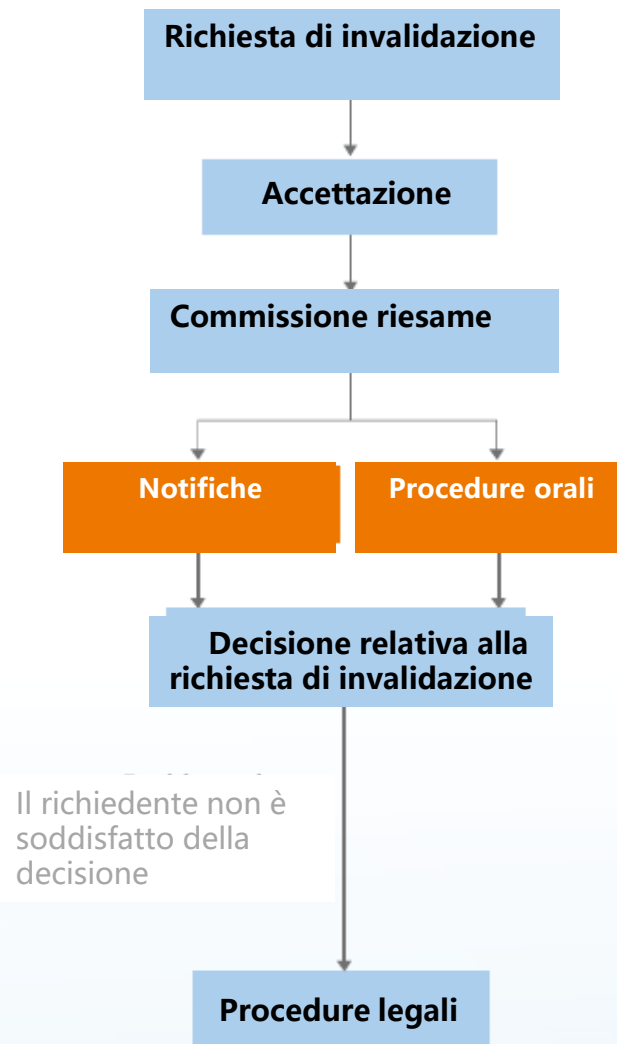 Richiesta di invalidazione
Accettazione
Commissione riesame
Notifiche
Procedure orali
Decisione relativa alla
richiesta di invalidazione
Il richiedente non è
soddisfatto della
decisione
Procedure legali